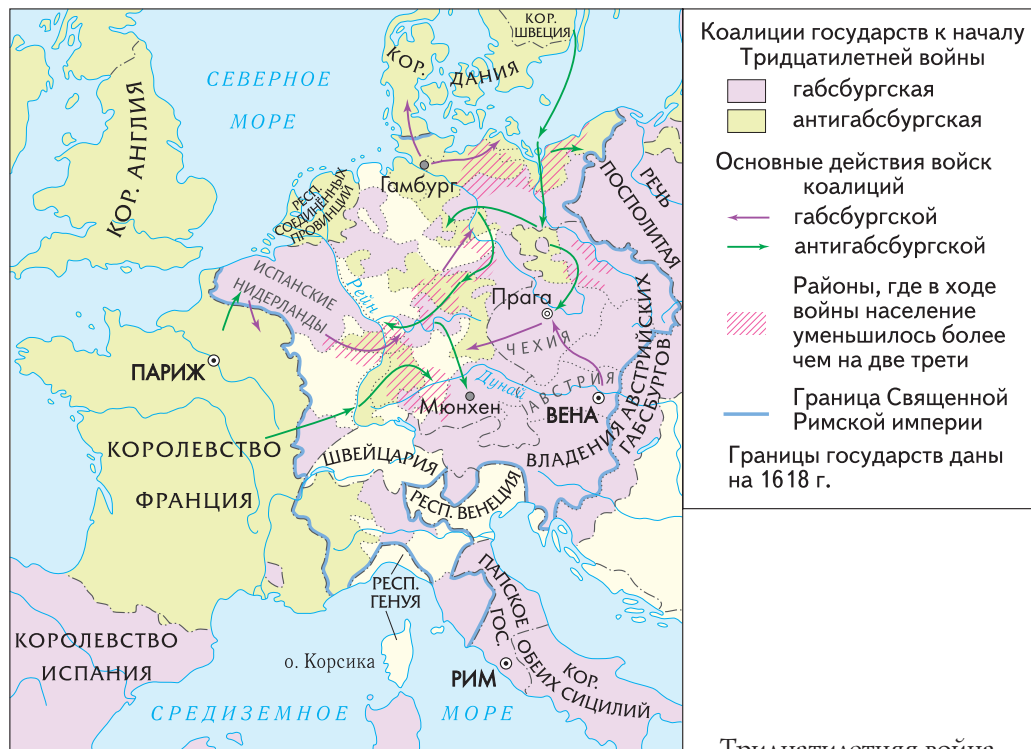 КОР.
ШВЕЦИЯ
КОР.
ДАНИЯ
СЕВЕРНОЕ
МОРЕ
КОР. АНГЛИЯ
Гамбург
РЕСП.
СОЕДИНЁННЫХ
ПРОВИНЦИЙ
РЕЧЬ
ПОСПОЛИТАЯ
ИСПАНСКИЕ
НИДЕРЛАНДЫ
Рейн
Прага
ЧЕХИЯ
ПАРИЖ
Дунай
АВСТРИЯ
Мюнхен
ВЕНА
ВЛАДЕНИЯ АВСТРИЙСКИХ
ГАБСБУРГОВ
КОРОЛЕВСТВО
ФРАНЦИЯ
ШВЕЙЦАРИЯ
РЕСП. ВЕНЕЦИЯ
РЕСП.
ГЕНУЯ
ПАПСКОЕ
ГОС.
КОР.
ОБЕИХ СИЦИЛИЙ
КОРОЛЕВСТВО
ИСПАНИЯ
о. Корсика
РИМ
СРЕДИЗЕМНОЕ МОРЕ
Коалиции государств к началу
Тридцатилетней войны
габсбургская
антигабсбургская
Основные действия войск
коалиций
габсбургской
антигабсбургской
Районы, где в ходе
войны население
уменьшилось более
чем на две трети
Граница Священной
Римской империи
Границы государств даны
на 1618 г.
Тридцатилетняя война